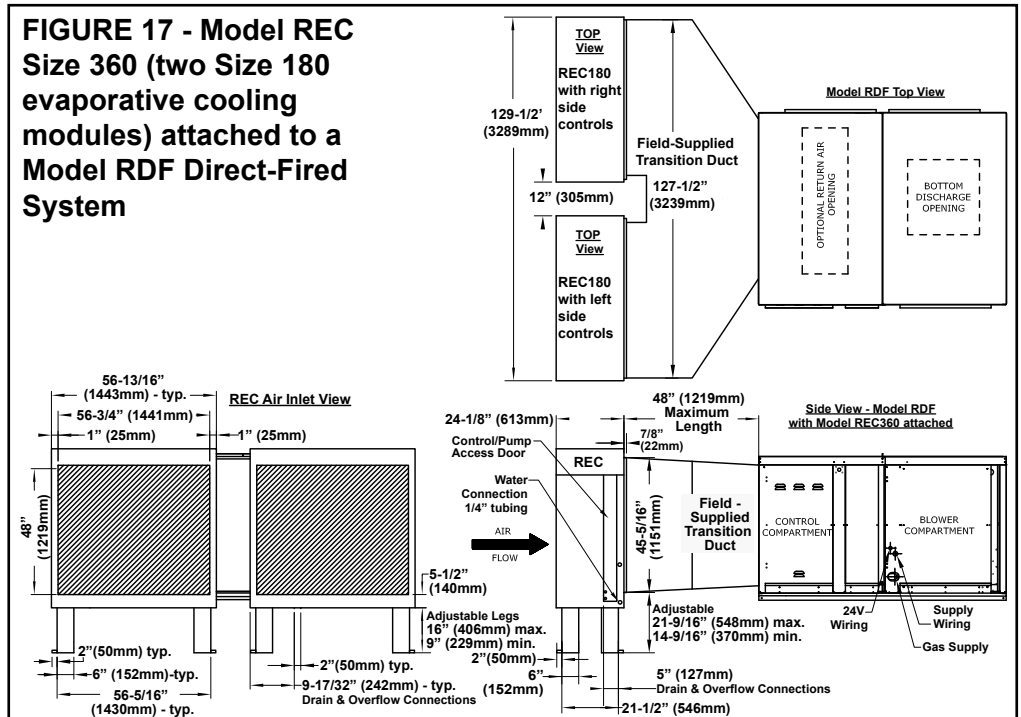 FIGURE 17 - Model REC
Size 360 (two Size 180
evaporative cooling
modules) attached to a
Model RDF Direct-Fired
System
TOP
View
REC180
with right
side
controls
129-1/2'
(3289mm)
Field-Supplied
Transition Duct
12” (305mm)
127-1/2”
(3239mm)
TOP
View
REC180
with left
side
controls
Model RDF Top View
OPTIONAL RETURN AIR
OPENING
BOTTOM
DISCHARGE
OPENING
56-13/16”
(1443mm) - typ.
REC Air Inlet View
56-3/4” (1441mm)
1” (25mm)
1” (25mm)
48”
(1219mm)
5-1/2”
(140mm)
Adjustable Legs
16” (406mm) max.
9” (229mm) min.
2”(50mm) typ.
6” (152mm)-typ.
2”(50mm) typ.
56-5/16”
(1430mm) - typ.
9-17/32” (242mm) - typ.
Drain & Overflow Connections
24-1/8” (613mm)
48” (1219mm)
Maximum
Length
Side View - Model RDF
with Model REC360 attached
7/8”
(22mm)
Control/Pump
Access Door
REC
Water
Connection
1/4” tubing
AIR
FLOW
45-5/16”
(1151mm)
Field -
Supplied
Transition
Duct
CONTROL
COMPARTMENT
BLOWER
COMPARTMENT
Adjustable
21-9/16” (548mm) max.
14-9/16” (370mm) min.
24V
Wiring
Supply
Wiring
Gas Supply
2”(50mm)
6”
(152mm)
5” (127mm)
Drain & Overflow Connections
21-1/2” (546mm)